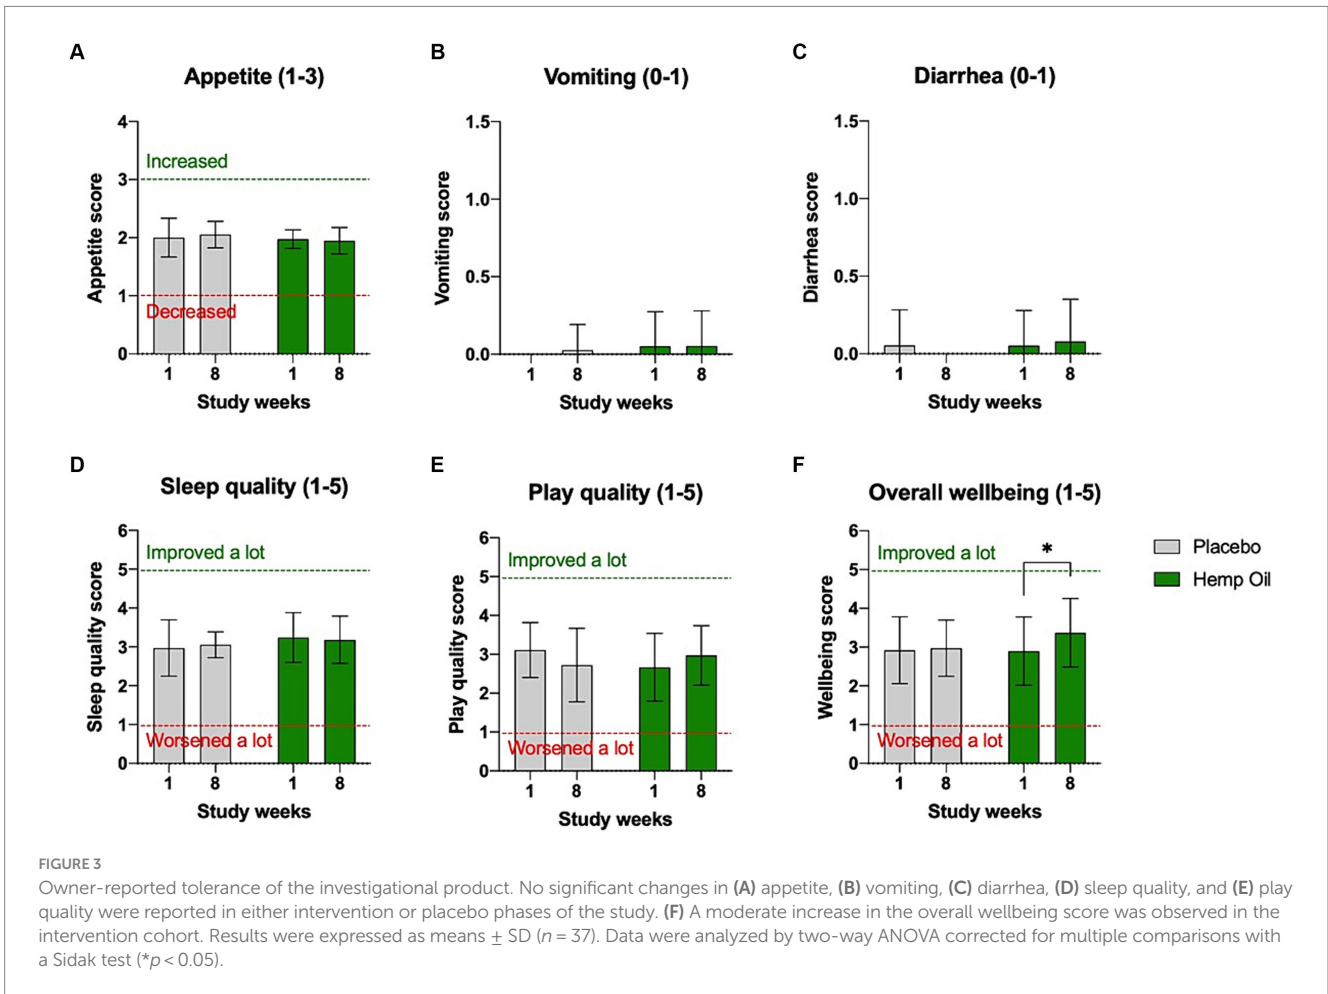 A
Appetite (1-3)
4
3
2
1
0
Appetite score
Increased
Decreased
1 8 1 8
Study weeks
B
Vomiting (0-1)
1.5
1.0
0.5
0.0
Vomiting score
1 8 1 8
Study weeks
C
Diarrhea (0-1)
1.5
1.0
0.5
0.0
Diarrhea score
1 8 1 8
Study weeks
D
Sleep quality (1-5)
6
5
4
3
2
1
0
Sleep quality score
Improved a lot
Worsened a lot
1 8 1 8
Study weeks
E
Play quality (1-5)
6
5
4
3
2
1
0
Play quality score
Improved a lot
Worsened a lot
1 8 1 8
Study weeks
F
Overall wellbeing (1-5)
6
5
4
3
2
1
0
Wellbeing score
Improved a lot
*
Worsened a lot
1 8 1 8
Study weeks
Placebo
Hemp Oil
FIGURE 3
Owner-reported tolerance of the investigational product. No significant changes in (A) appetite, (B) vomiting, (C) diarrhea, (D) sleep quality, and (E) play
quality were reported in either intervention or placebo phases of the study. (F) A moderate increase in the overall wellbeing score was observed in the
intervention cohort. Results were expressed as means ± SD (n = 37). Data were analyzed by two-way ANOVA corrected for multiple comparisons with
a Sidak test (*p < 0.05).